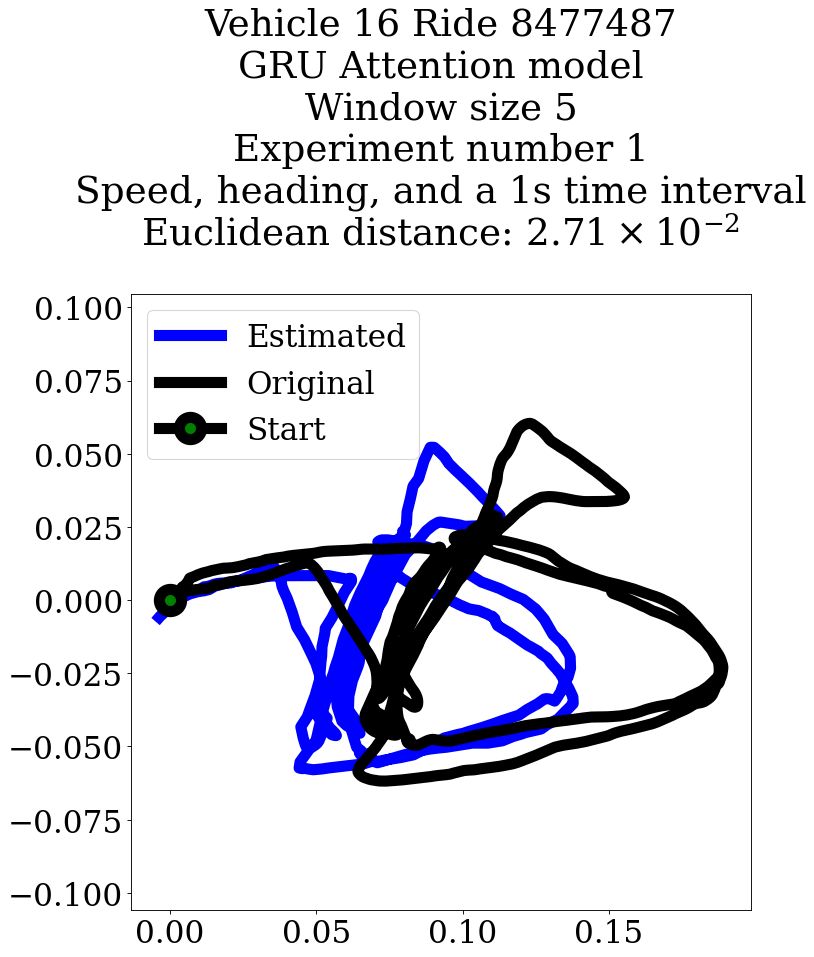 Vehicle 16 Ride 8477487
GRU Attention model
Window size 5
Experiment number 1
Speed, heading, and a 1s time interval
Euclidean distance: 2.71 × 10⁻²
Estimated
Original
Start
0.100
0.075
0.050
0.025
0.000
−0.025
−0.050
−0.075
−0.100
0.00 0.05 0.10 0.15